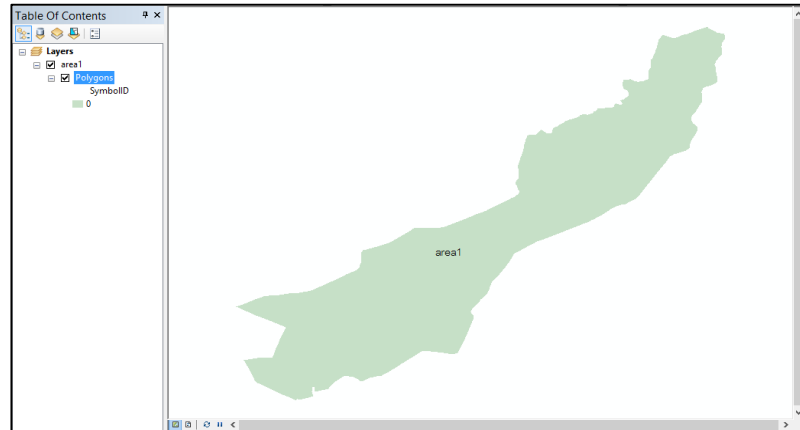 Table Of Contents
Layers
area1
Polygons
SymbolID
0
area1